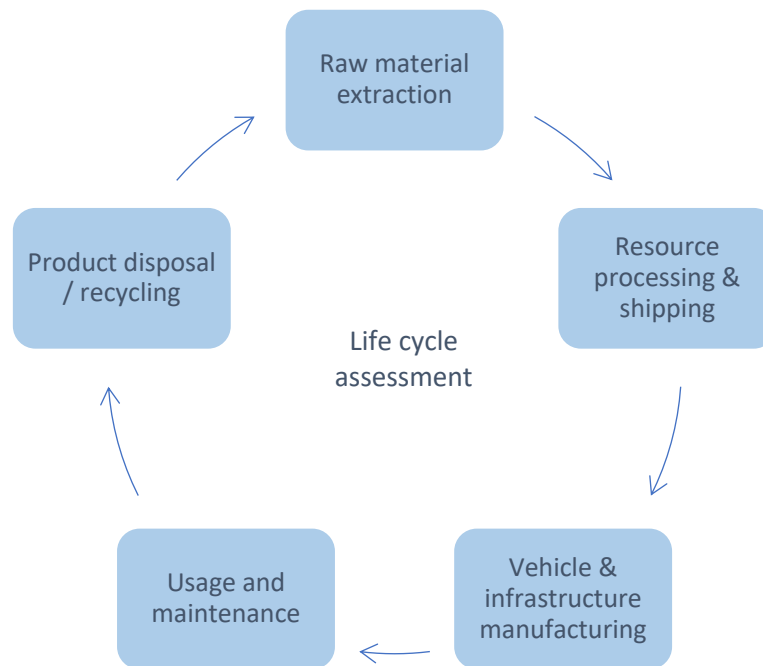 Raw material
extraction
Resource
processing &
shipping
Vehicle &
infrastructure
manufacturing
Usage and
maintenance
Product disposal
/ recycling
Life cycle
assessment